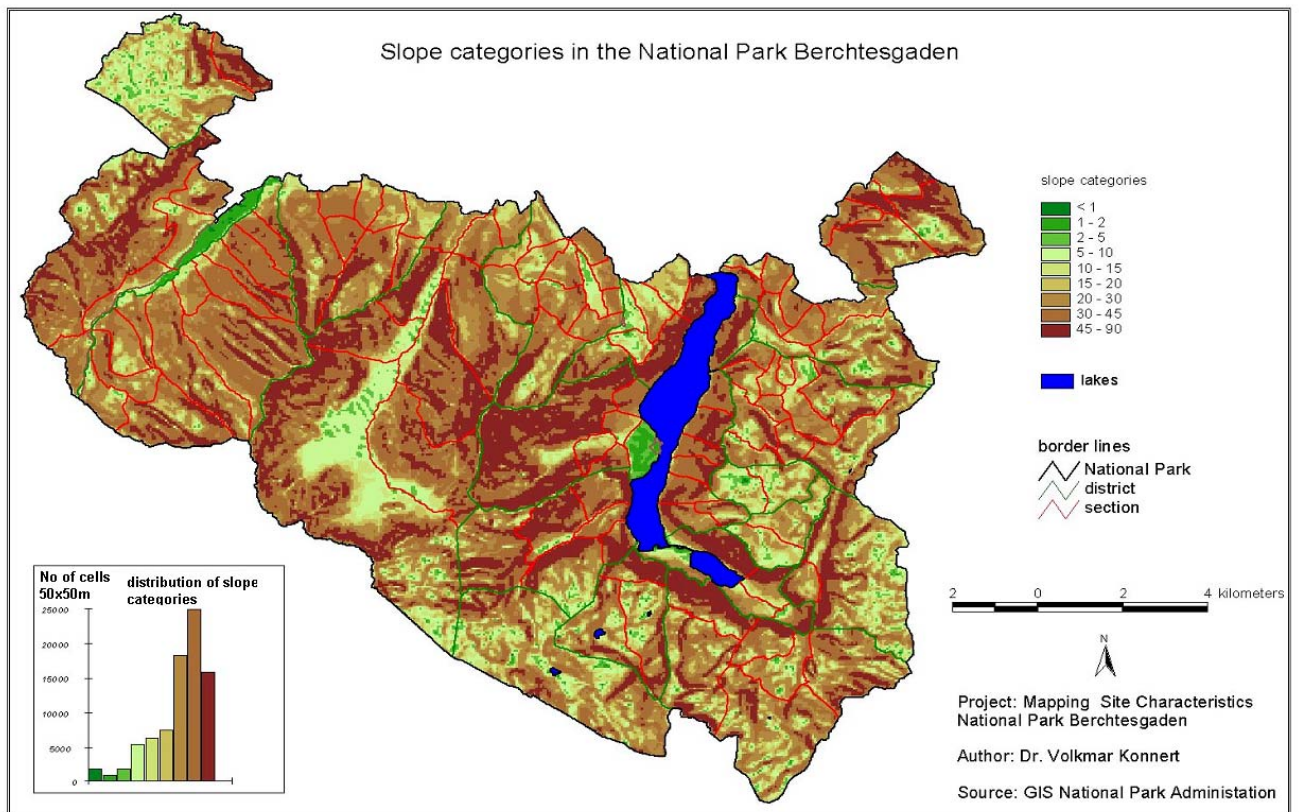 Slope categories in the National Park Berchtesgaden
slope categories
< 1
1 - 2
2 - 5
5 - 10
10 - 15
15 - 20
20 - 30
30 - 45
45 - 90
lakes
border lines
National Park
district
section
2 0 2 4 kilometers
N
Project: Mapping Site Characteristics
National Park Berchtesgaden
Author: Dr. Volkmar Konnert
Source: GIS National Park Administation
No of cells
50x50m
distribution of slope
categories
25000
20000
15000
10000
5000
0